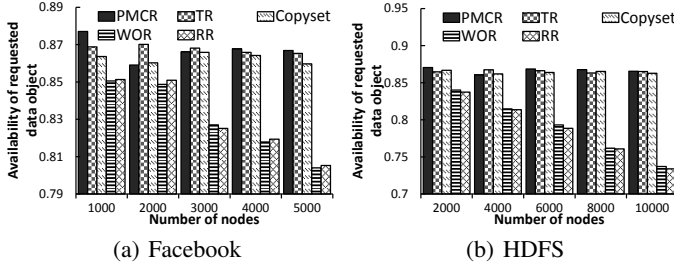 PMCR TR Copyset
WOR RR
Availability of requested
data object
0.89
0.87
0.85
0.83
0.81
0.79
1000 2000 3000 4000 5000
Number of nodes
(a) Facebook
PMCR TR Copyset
WOR RR
Availability of requested
data object
0.95
0.9
0.85
0.8
0.75
0.7
2000 4000 6000 8000 10000
Number of nodes
(b) HDFS